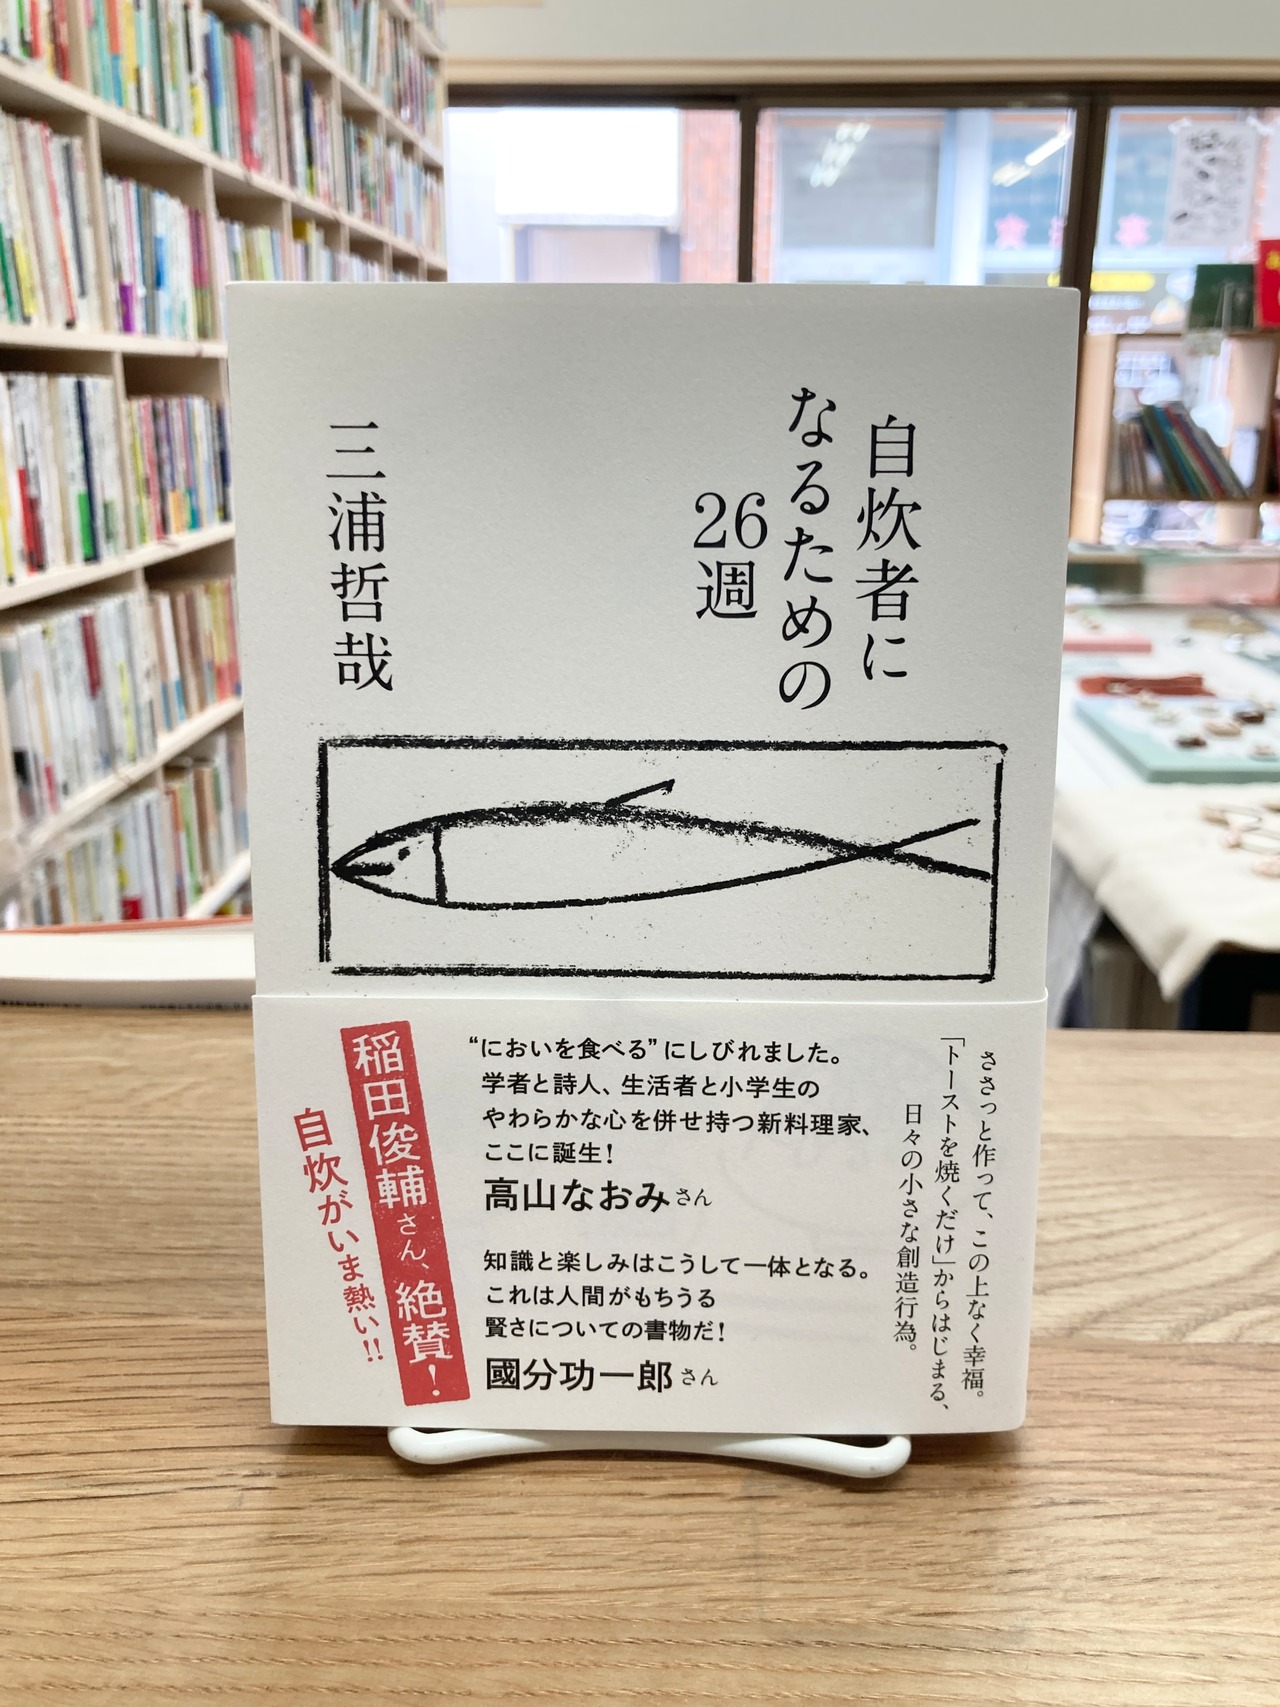 自炊者に
なるための
26週
三浦哲哉
ささっと作って、この上なく幸福。
「トーストを焼くだけ」からはじまる、
日々の小さな創造行為。
“においを食べる”にしびれました。
学者と詩人、生活者と小学生の
やわらかな心を併せ持つ新料理家、
ここに誕生！
高山なおみさん
知識と楽しみはこうして一体となる。
これは人間がもちうる
賢さについての書物だ！
國分功一郎さん
稲田俊輔さん、絶賛！
自炊がいま熱い!!